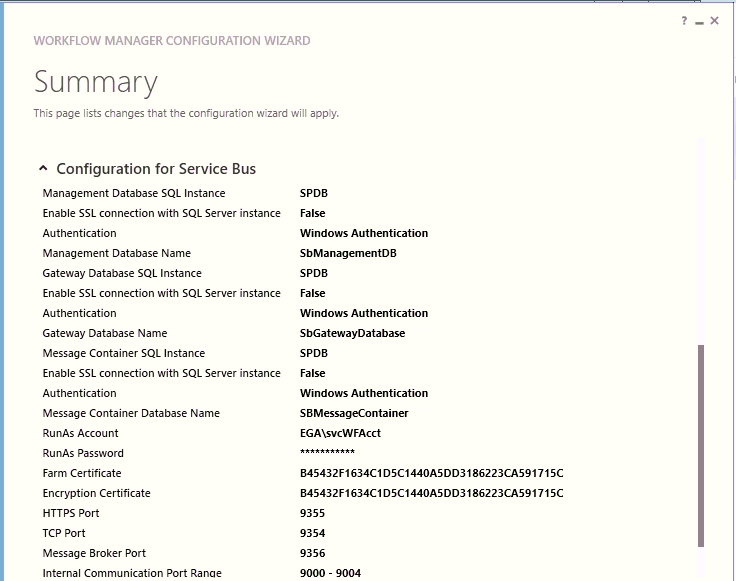 ?
WORKFLOW MANAGER CONFIGURATION WIZARD
Summary
This page lists changes that the configuration wizard will apply.
Configuration for Service Bus
Management Database SQL Instance SPDB
Enable SSL connection with SQL Server instance False
Authentication Windows Authentication
Management Database Name SbManagementDB
Gateway Database SQL Instance SPDB
Enable SSL connection with SQL Server instance False
Authentication Windows Authentication
Gateway Database Name SbGatewayDatabase
Message Container SQL Instance SPDB
Enable SSL connection with SQL Server instance False
Authentication Windows Authentication
Message Container Database Name SBMessageContainer
RunAs Account EGA\svcWFAcct
RunAs Password ***********
Farm Certificate B45432F1634C1D5C1440A5DD3186223CA591715C
Encryption Certificate B45432F1634C1D5C1440A5DD3186223CA591715C
HTTPS Port 9355
TCP Port 9354
Message Broker Port 9356
Internal Communication Port Range 9000 - 9004